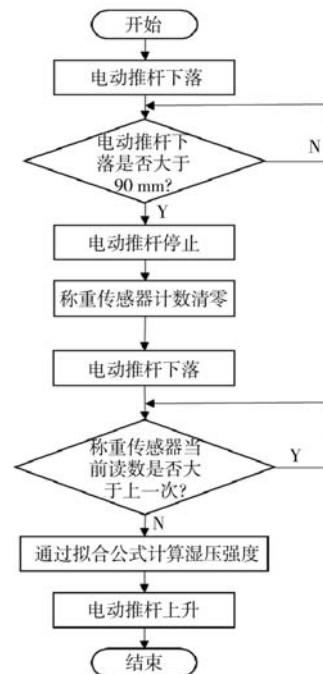 开始
电动推杆下落
电动推杆下
落是否大于
90 mm?
N
Y
电动推杆停止
称重传感器计数清零
电动推杆下落
称重传感器当
前读数是否大
于上一次?
Y
N
通过拟合公式计算湿压强度
电动推杆上升
结束